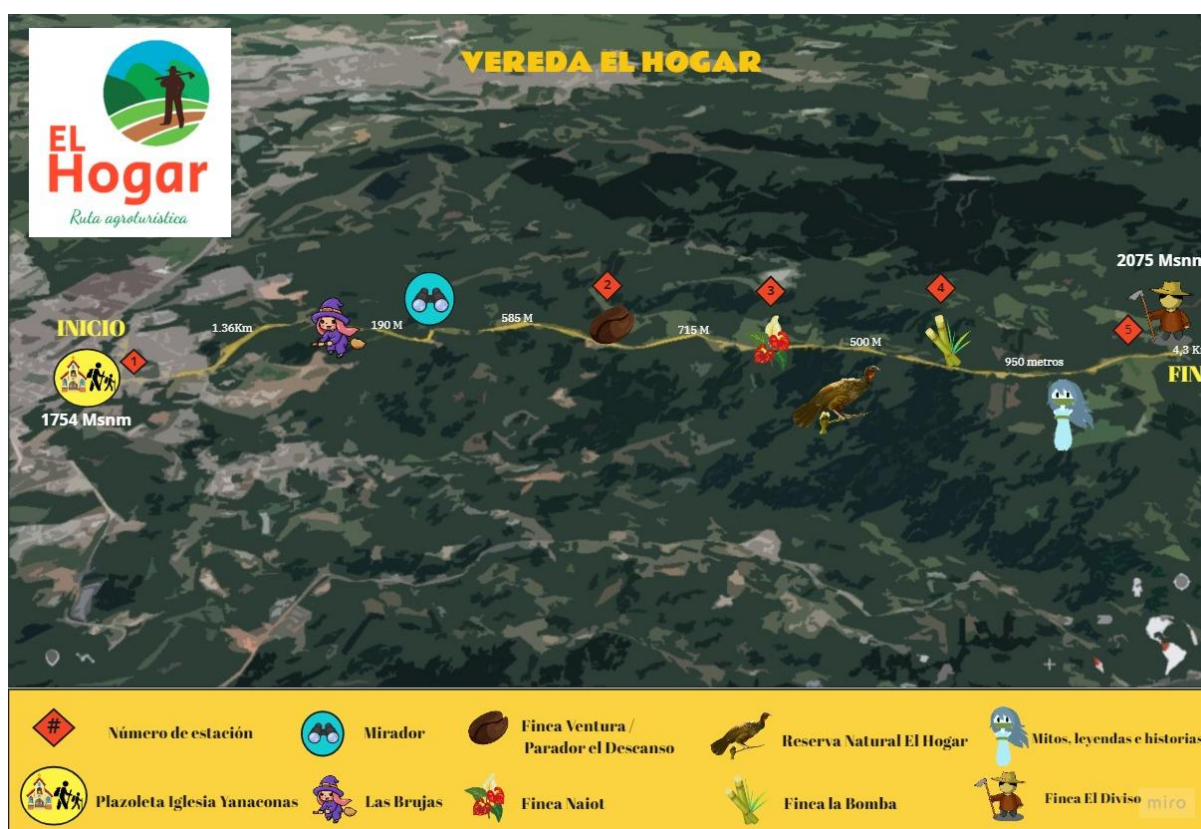 VEREDA EL HOGAR
EL
Hogar
Ruta agroturística
INICIO
1
1754 Msnm
1.36Km
190 M
585 M
2
715 M
3
500 M
4
950 metros
5
2075 Msnm
4,3 K
FIN
# Número de estación
Mirador
Finca Ventura /
Parador el Descanso
Reserva Natural El Hogar
Mitos, leyendas e historias
Plazoleta Iglesia Yanaconas
Las Brujas
Finca Naiot
Finca la Bomba
Finca El Diviso
miro